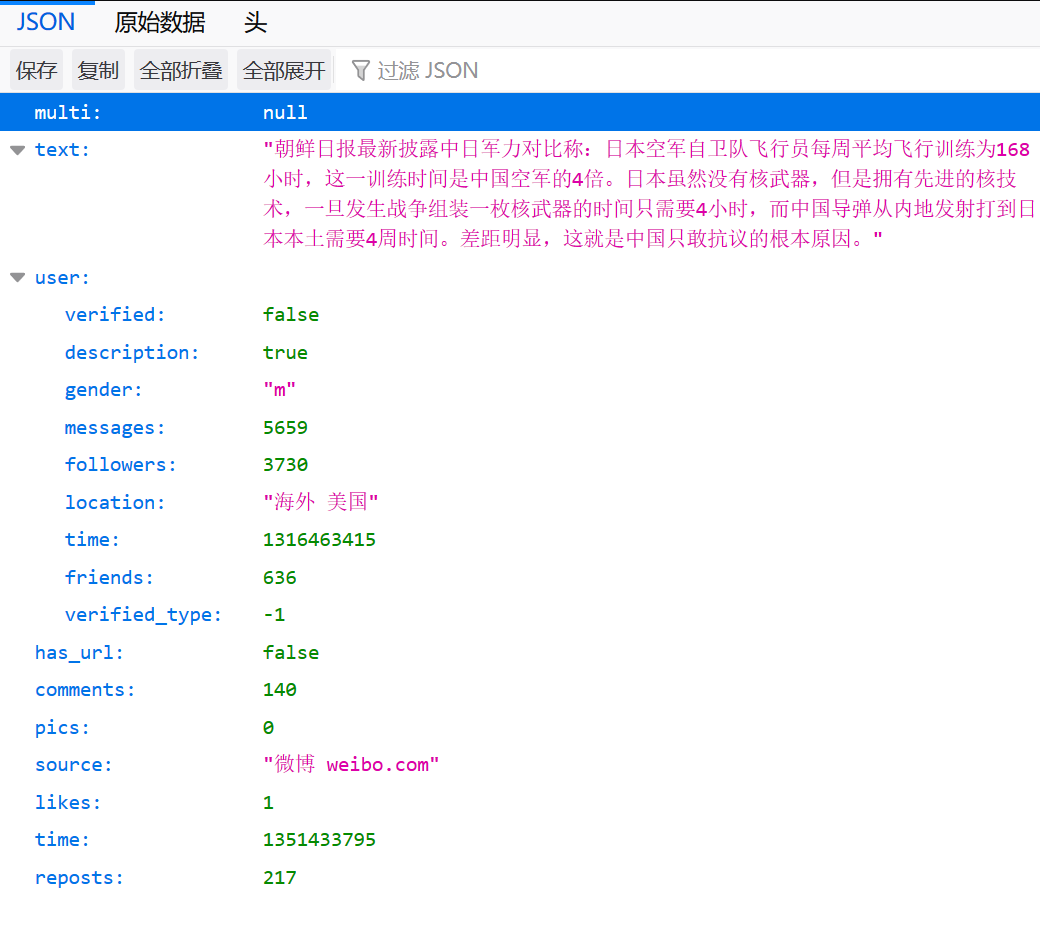 JSON 原始数据 头
保存 复制 全部折叠 全部展开 过滤 JSON
multi: null
text: "朝鲜日报最新披露中日军力对比称：日本空军自卫队飞行员每周平均飞行训练为168
小时，这一训练时间是中国空军的4倍。日本虽然没有核武器，但是拥有先进的核技
术，一旦发生战争组装一枚核武器的时间只需要4小时，而中国导弹从内地发射打到日
本本土需要4周时间。差距明显，这就是中国只敢抗议的根本原因。"
user:
verified: false
description: true
gender: "m"
messages: 5659
followers: 3730
location: "海外 美国"
time: 1316463415
friends: 636
verified_type: -1
has_url: false
comments: 140
pics: 0
source: "微博 weibo.com"
likes: 1
time: 1351433795
reposts: 217